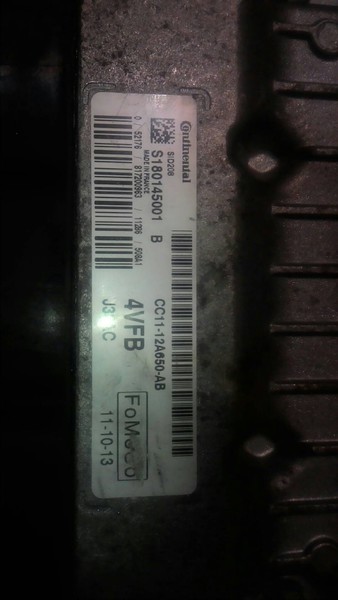 Continental
SID208
S180145001 B
MADE IN FRANCE
CC11-12A650-AB
4VFB
FoMoCo
11-10-13